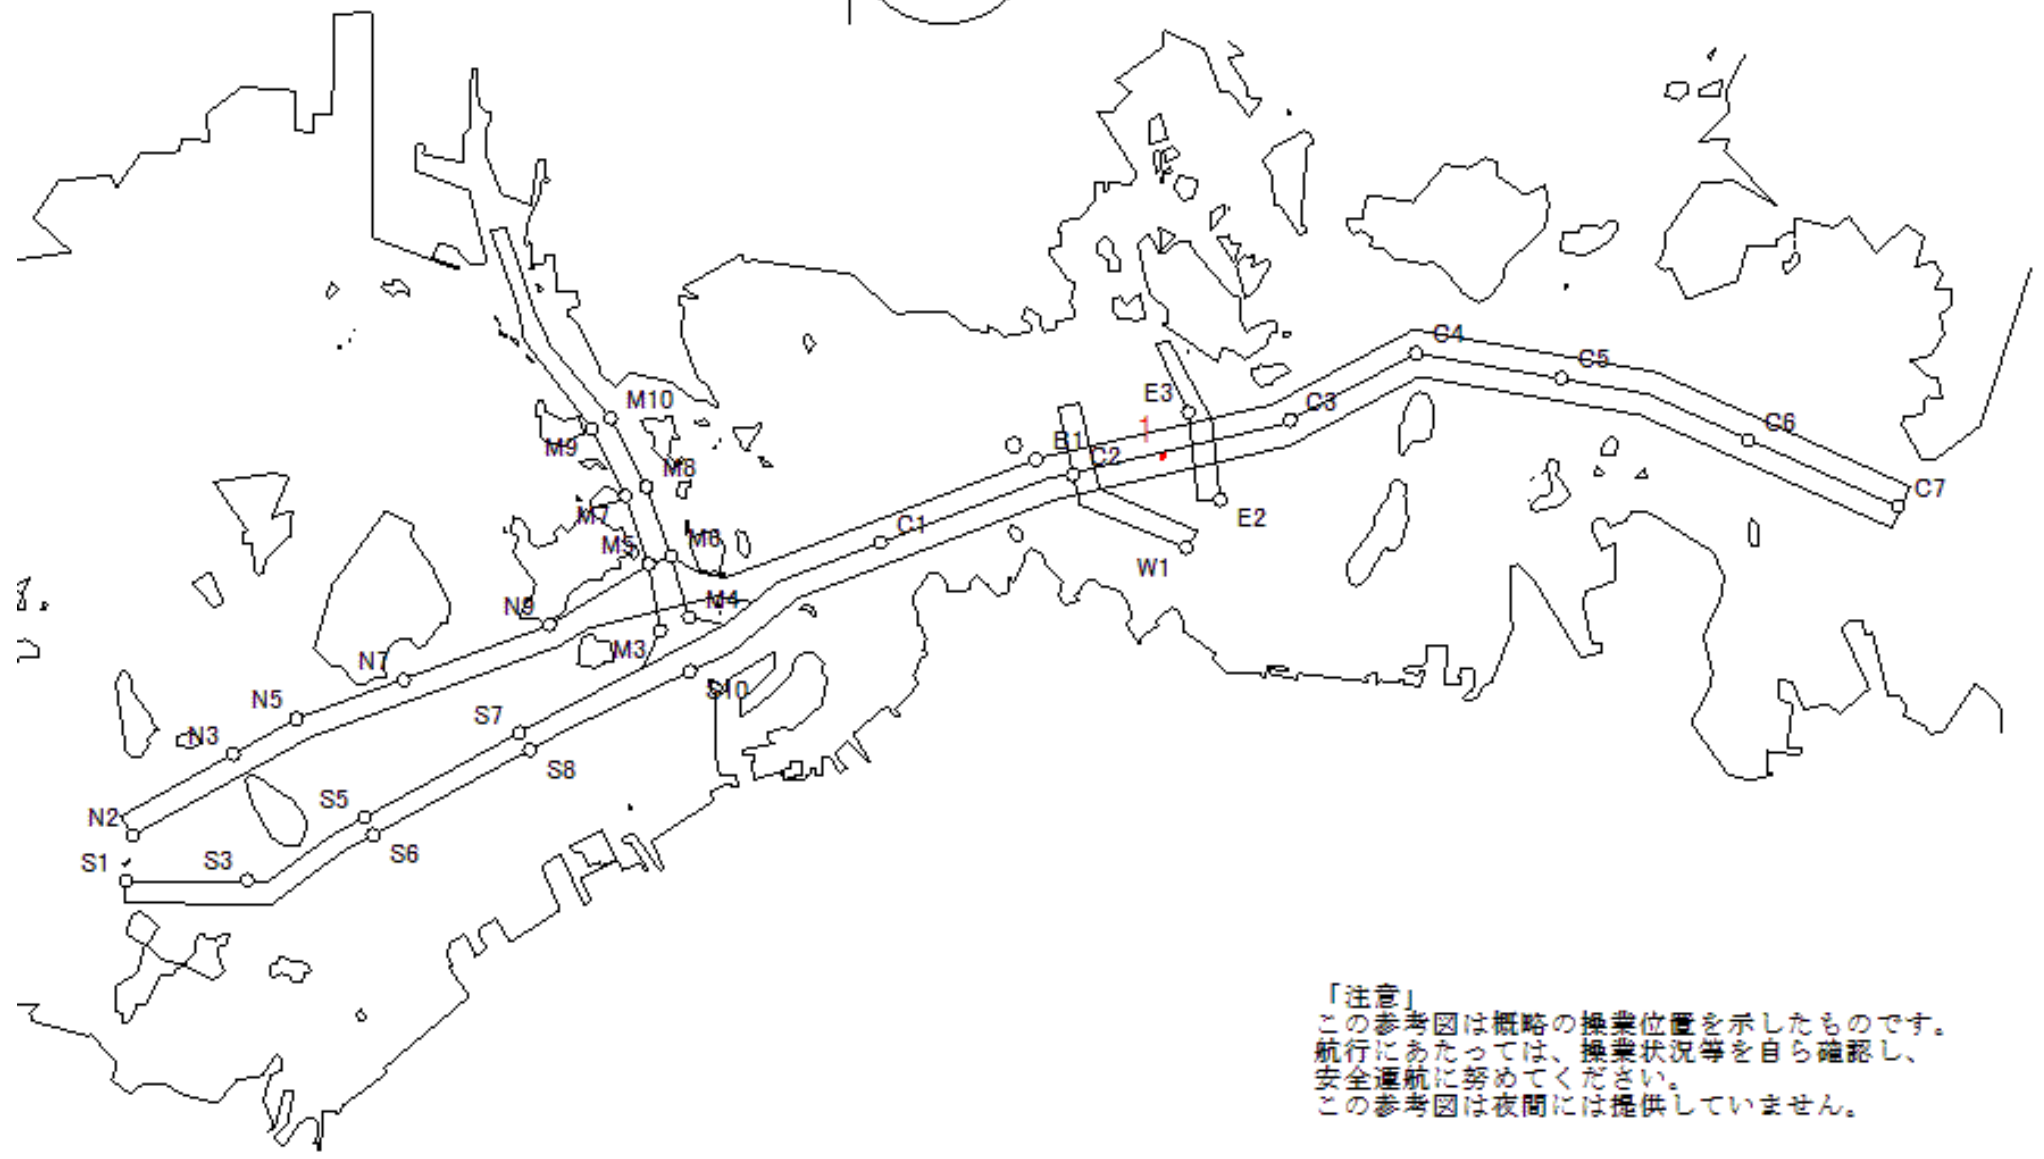 C4
C5
M10
E3
C3
1
C6
M9
B1
C2
M8
C7
M7
E2
C1
M5
M6
W1
N9
M4
M3
N7
S10
N5
S7
N3
S8
S5
N2
S6
S1
S3
「注意」
この参考図は概略の操業位置を示したものです。
航行にあたっては、操業状況等を自ら確認し、
安全運航に努めてください。
この参考図は夜間には提供していません。